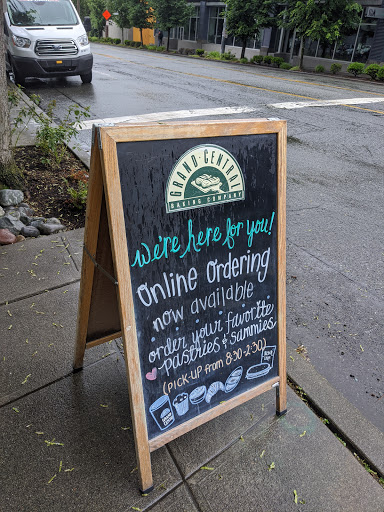 GRAND · CENTRAL
BAKING COMPANY
we're here for you!
online ordering
now available
order your favorite
pastries & sammies
(PICK-UP from 8:30-2:30)